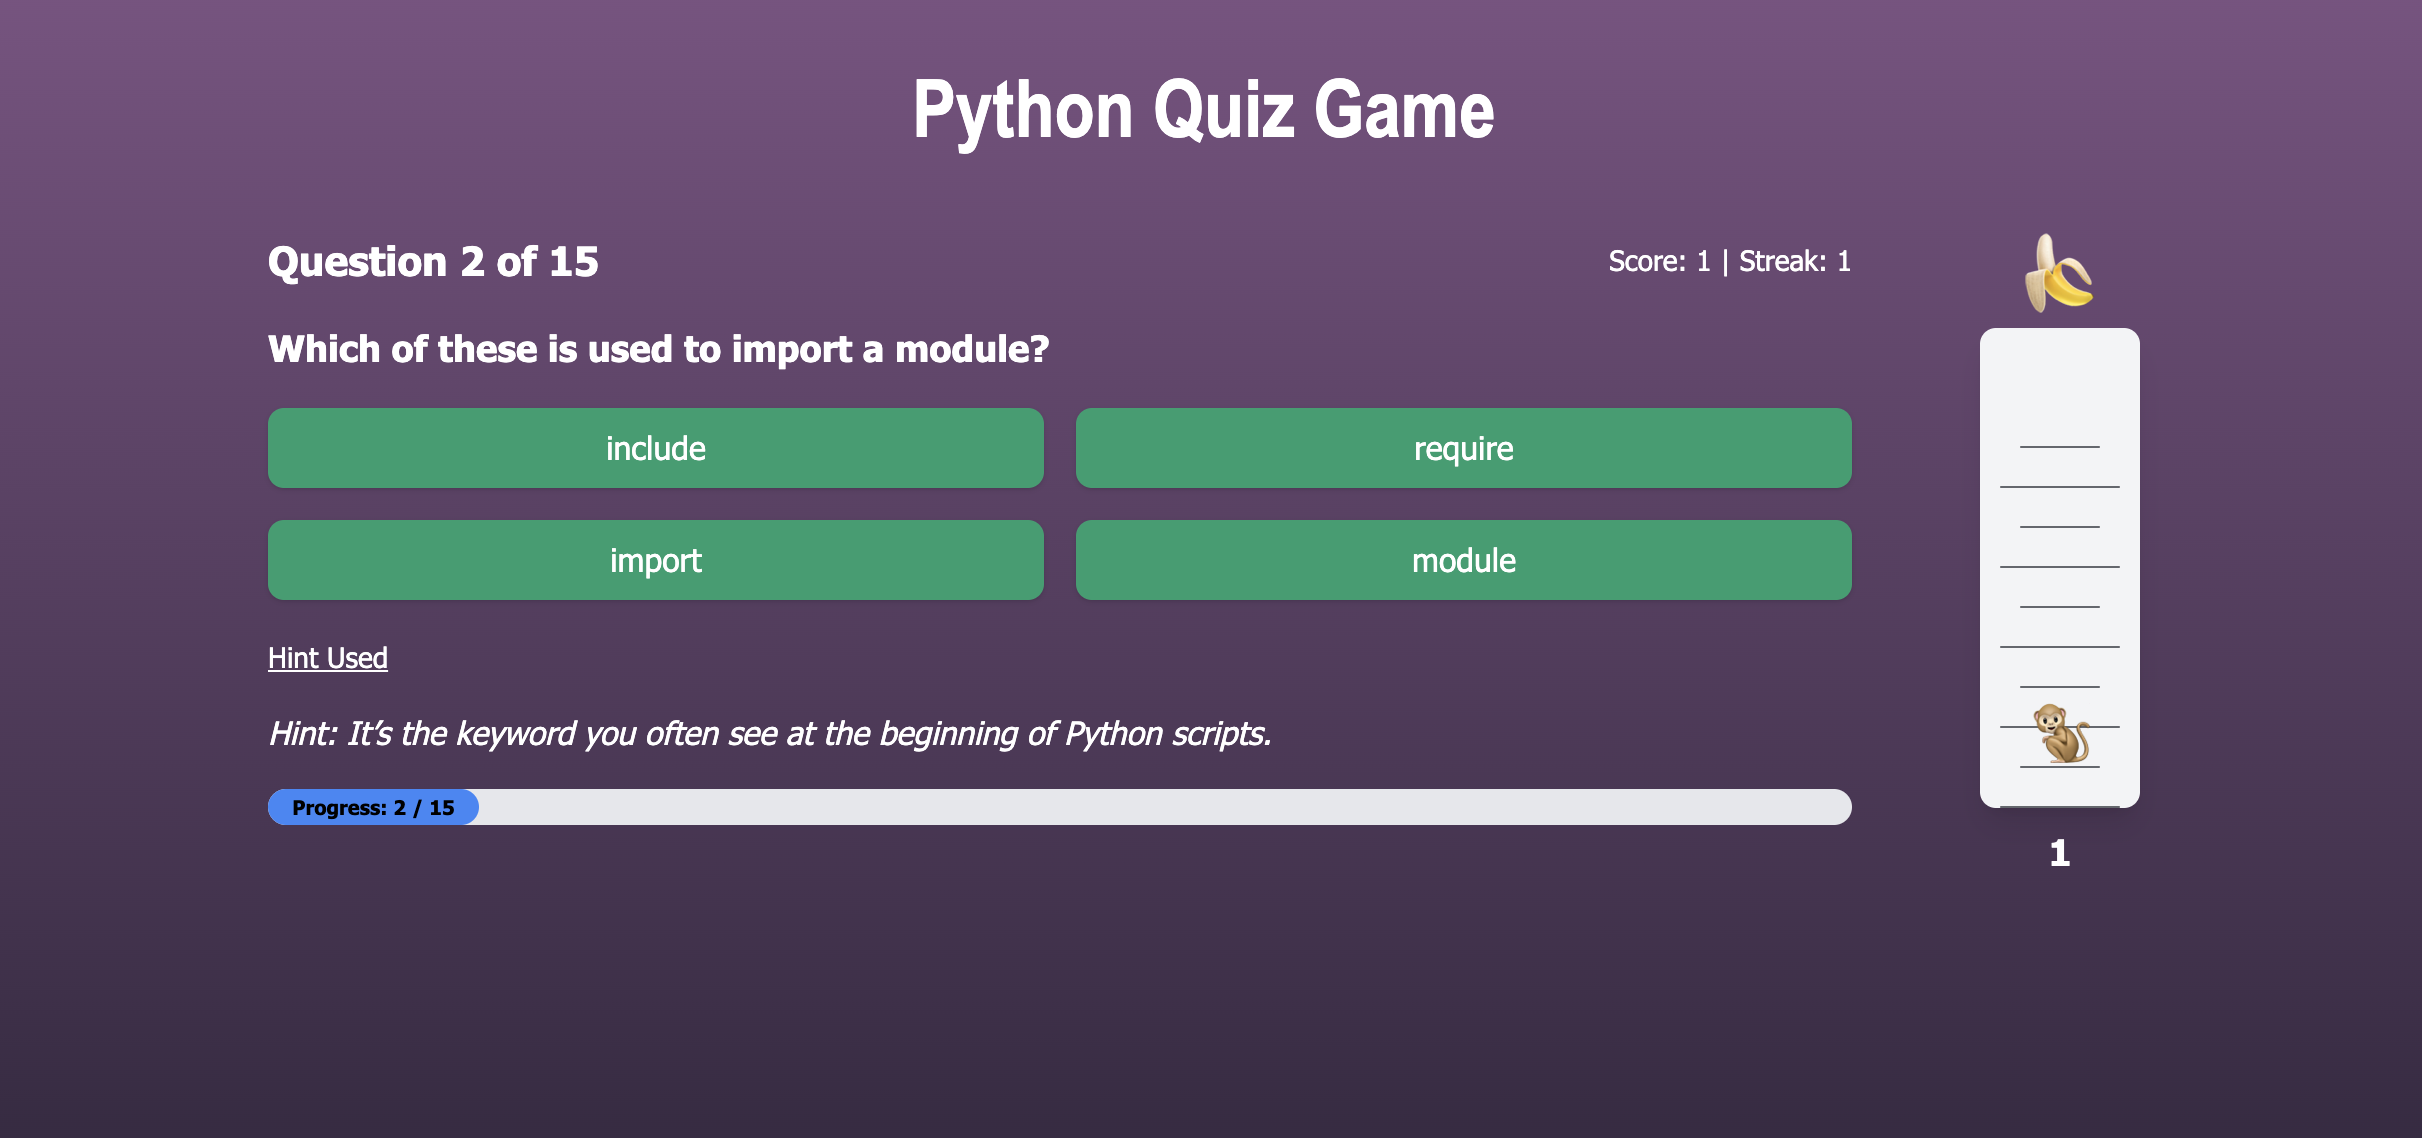 Python Quiz Game
Question 2 of 15
Score: 1 | Streak: 1
Which of these is used to import a module?
include
require
import
module
Hint Used
Hint: It’s the keyword you often see at the beginning of Python scripts.
Progress: 2 / 15
1